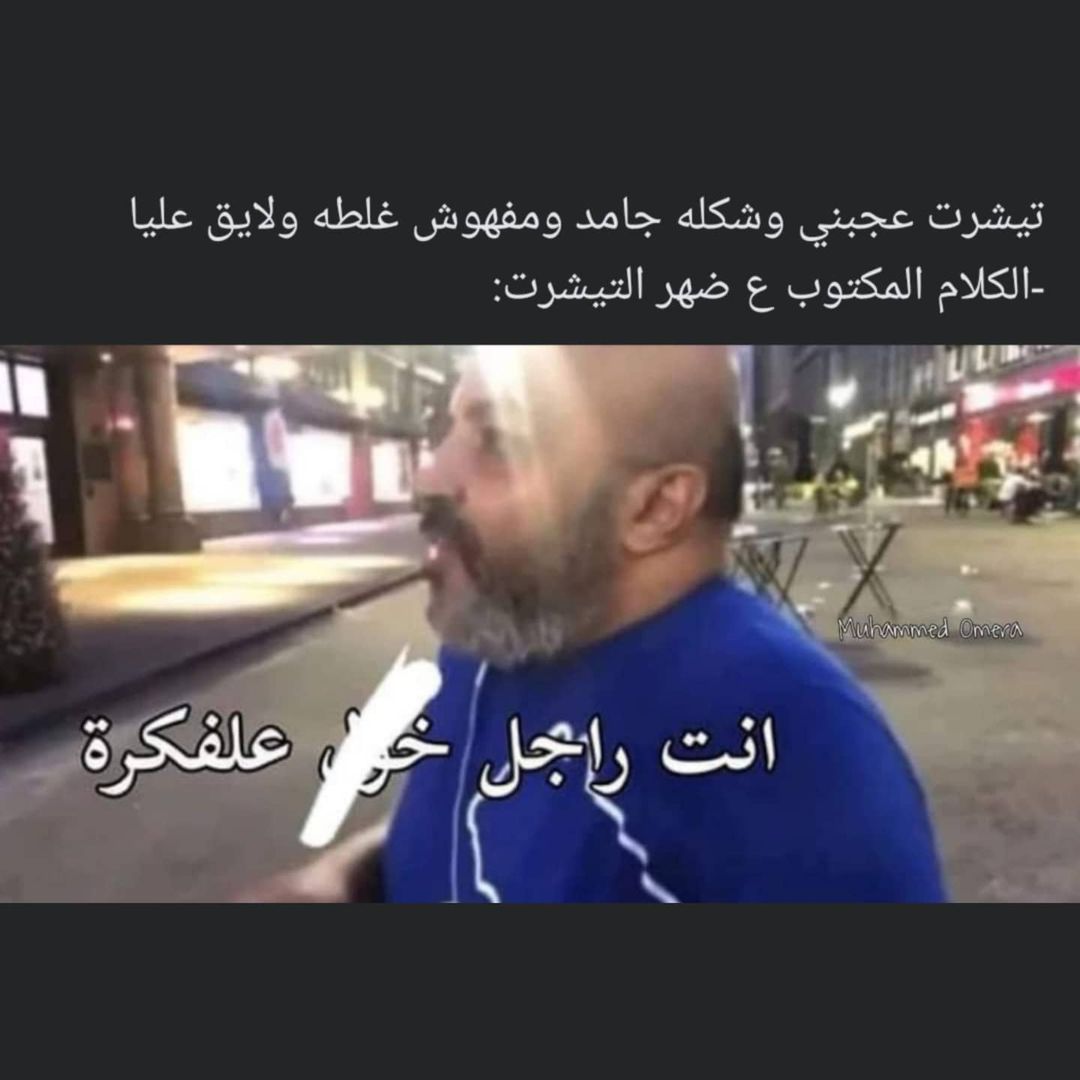 تيشرت عجبني وشكله جامد ومفهوش غلطه ولايق عليا
-الكلام المكتوب ع ضهر التيشرت:
Muhammed Omera
انت راجل علفكرة